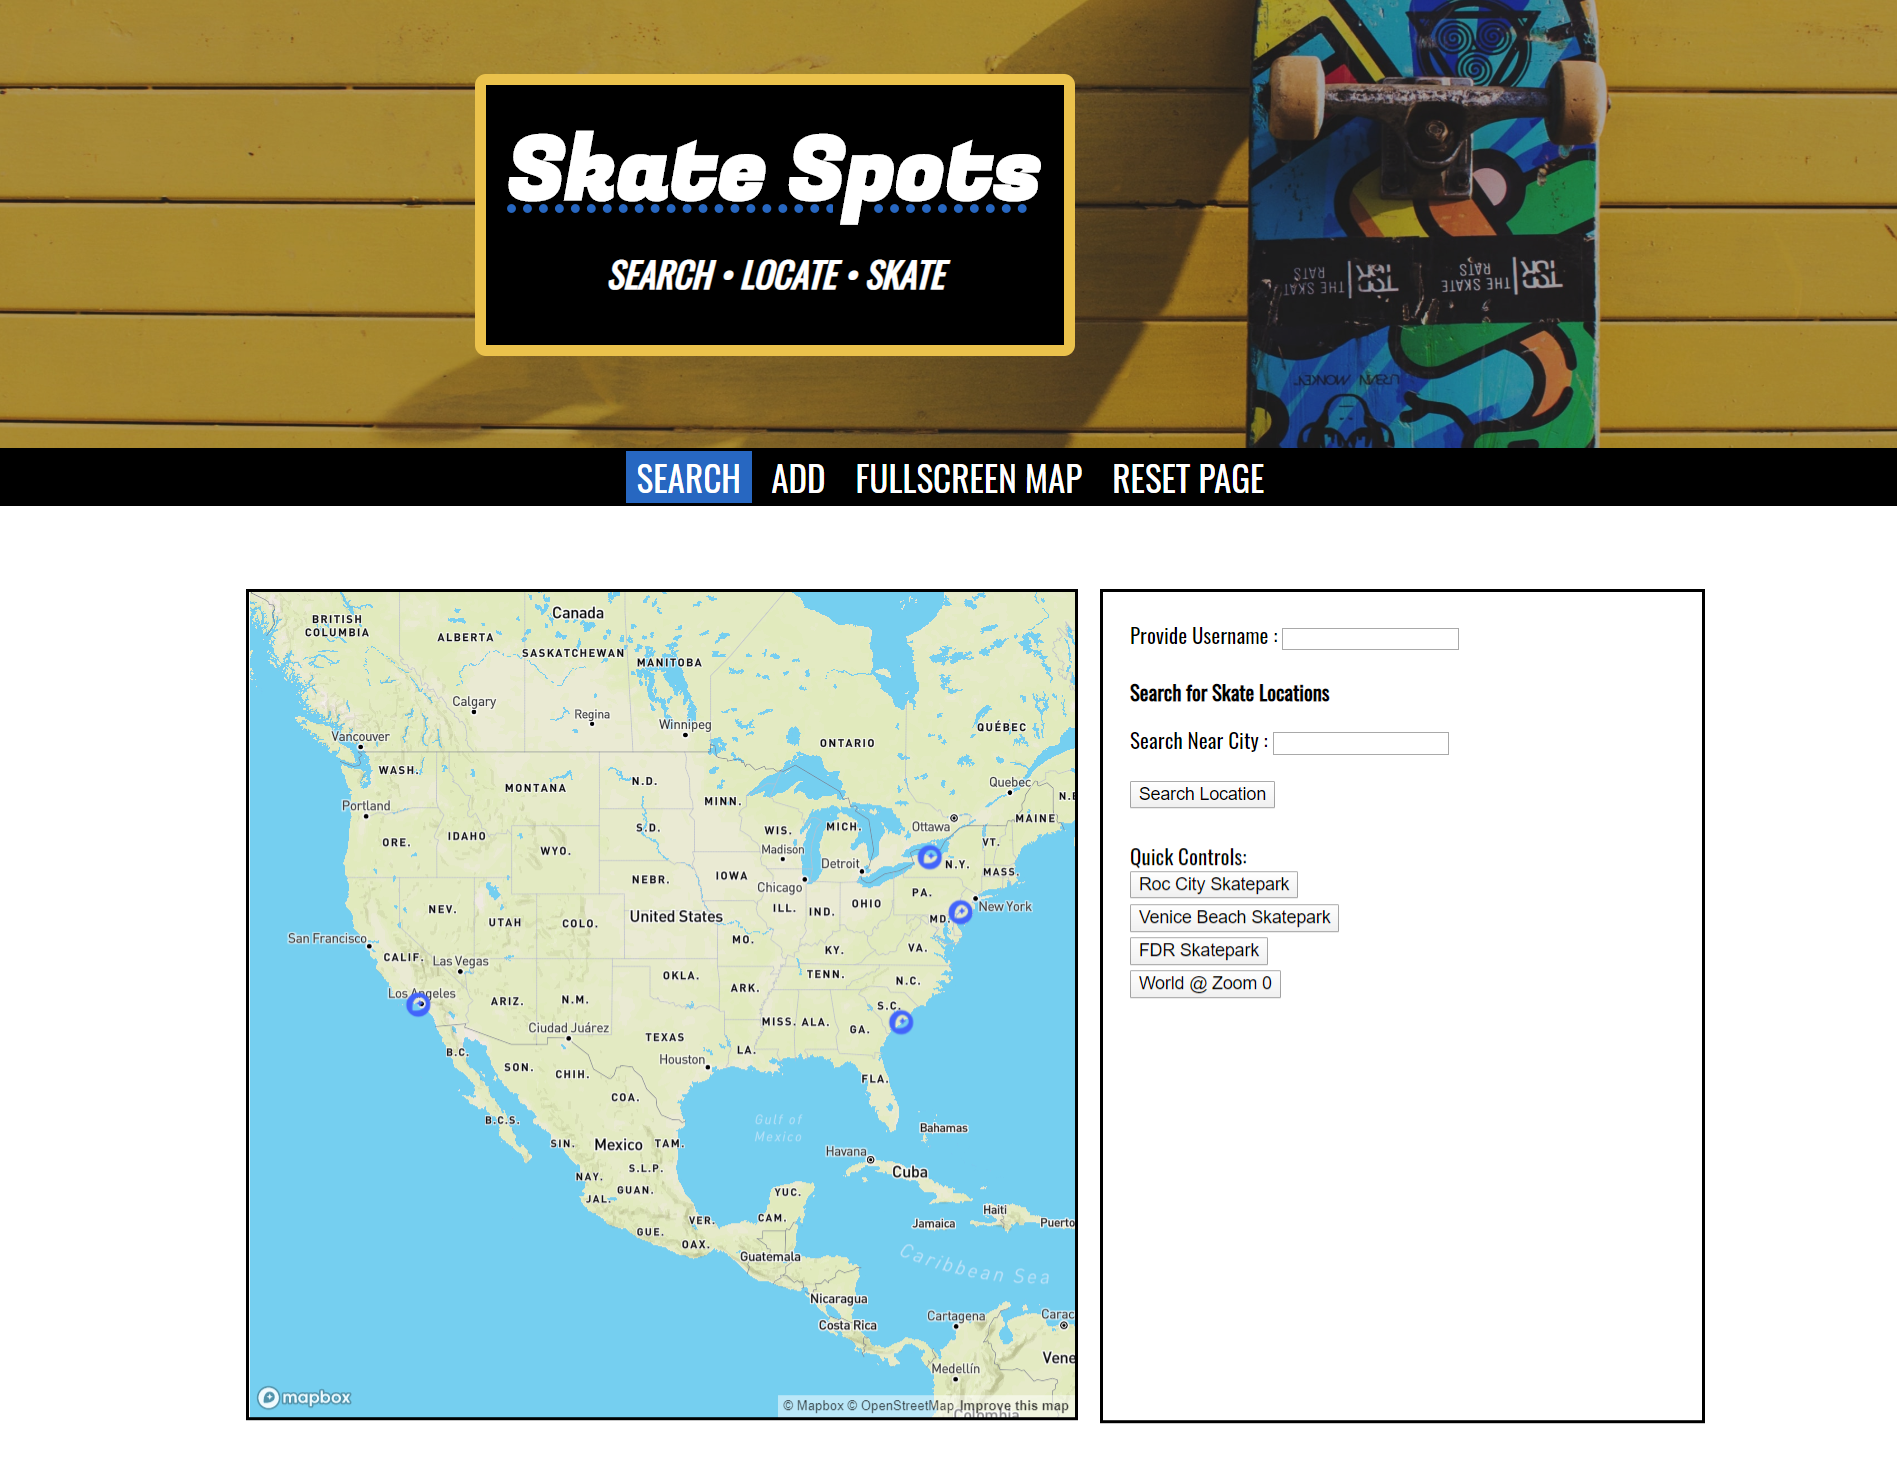 Skate Spots
SEARCH • LOCATE • SKATE
THE SKATE RATS
TSR
THE SKATE RATS
TSR
URBAN MONKEY
SEARCH ADD FULLSCREEN MAP RESET PAGE
Canada
BRITISH
COLUMBIA
ALBERTA
SASKATCHEWAN
MANITOBA
Calgary
Regina
Winnipeg
QUÉBEC
Vancouver
ONTARIO
WASH.
N.D.
MONTANA
Quebec
MINN.
N.B
Portland
MAINE
Ottawa
S.D.
WIS.
MICH.
IDAHO
ORE.
VT.
WYO.
Madison
Detroit
N.Y.
MASS.
NEBR.
IOWA
Chicago
PA.
OHIO
New York
NEV.
UTAH
COLO.
United States
ILL.
IND.
MD.
San Francisco
MO.
KY.
VA.
CALIF.
Las Vegas
OKLA.
TENN.
N.C.
ARK.
Los Angeles
ARIZ.
N.M.
S.C.
MISS.
ALA.
GA.
Ciudad Juárez
TEXAS
LA.
B.C.
Houston
SON.
CHIH.
FLA.
COA.
Gulf of
Mexico
B.C.S.
Bahamas
SIN.
Mexico
TAM.
Havana
Cuba
S.L.P.
NAY.
GUAN.
YUC.
JAL.
Haiti
VER.
CAM.
Jamaica
Puerto
GUE.
OAX.
Guatemala
Caribbean Sea
Nicaragua
Cartagena
Carac
Costa Rica
Vene
Medellín
mapbox
© Mapbox © OpenStreetMap Improve this map
Colombia
Provide Username :
Search for Skate Locations
Search Near City :
Search Location
Quick Controls:
Roc City Skatepark
Venice Beach Skatepark
FDR Skatepark
World @ Zoom 0